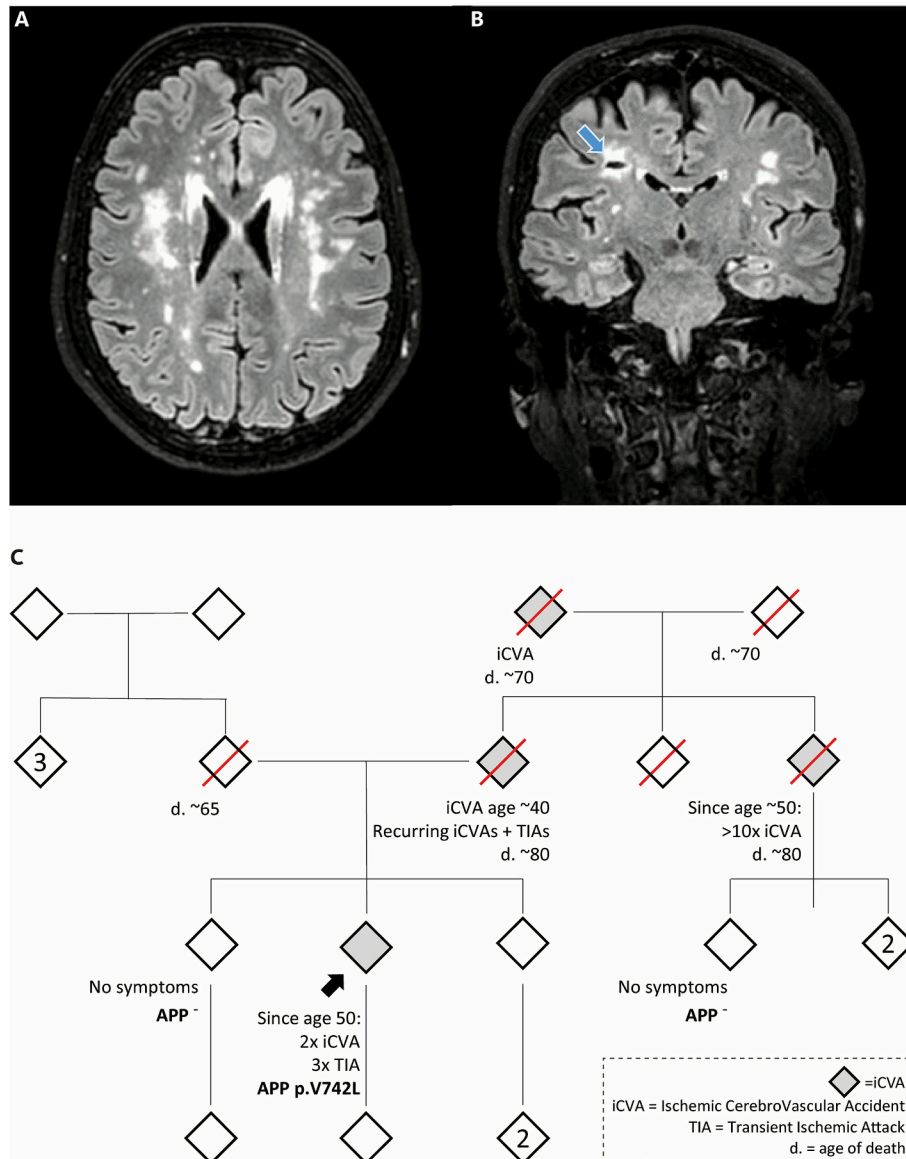 A
B
C
iCVA
d. ~70
d. ~70
3
d. ~65
iCVA age ~40
Recurring iCVAs + TIAs
d. ~80
Since age ~50:
>10x iCVA
d. ~80
2
No symptoms
APP -
Since age 50:
2x iCVA
3x TIA
APP p.V742L
No symptoms
APP -
2
=iCVA
iCVA = Ischemic CerebroVascular Accident
TIA = Transient Ischemic Attack
d. = age of death